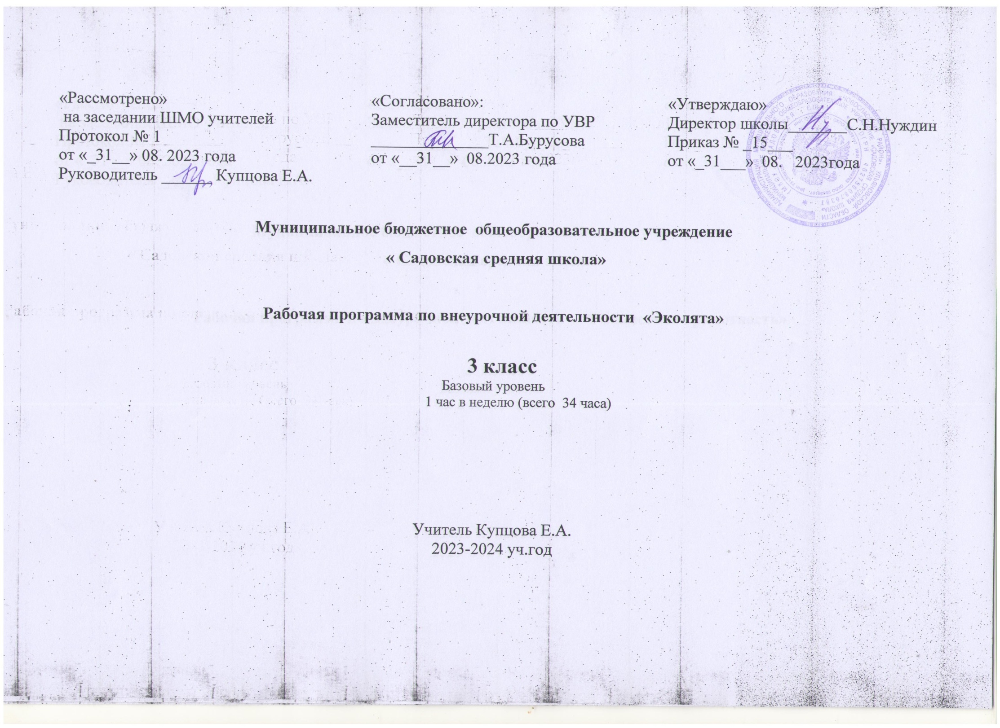 «Рассмотрено»
на заседании ШМО учителей
Протокол № 1
от «_31__» 08. 2023 года
Руководитель ______ Купцова Е.А.
«Согласовано»:
Заместитель директора по УВР
______________Т.А.Бурусова
от «__31__» 08.2023 года
«Утверждаю»
Директор школы_______С.Н.Нуждин
Приказ № _15___
от «_31___» 08. 2023года
Муниципальное бюджетное общеобразовательное учреждение
« Садовская средняя школа»
Рабочая программа по внеурочной деятельности «Эколята»
3 класс
Базовый уровень
1 час в неделю (всего 34 часа)
Учитель Купцова Е.А.
2023-2024 уч.год